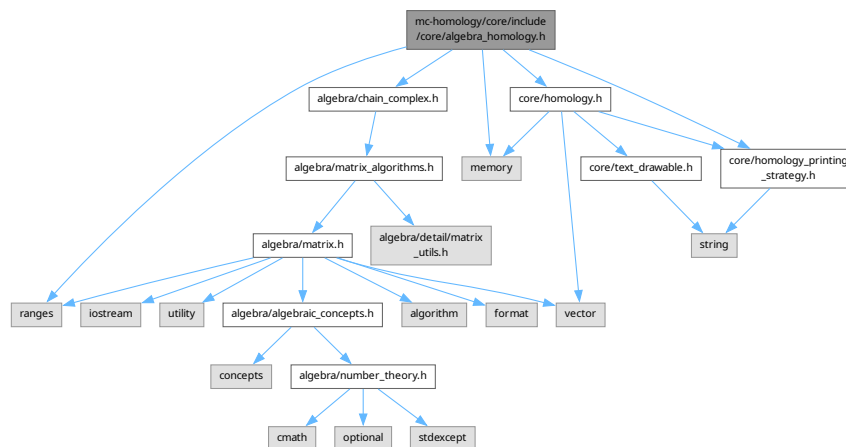 mc-homology/core/include
/core/algebra_homology.h
algebra/chain_complex.h
core/homology.h
algebra/matrix_algorithms.h
memory
core/text_drawable.h
core/homology_printing
_strategy.h
algebra/matrix.h
algebra/detail/matrix
_utils.h
string
ranges
iostream
utility
algebra/algebraic_concepts.h
algorithm
format
vector
concepts
algebra/number_theory.h
cmath
optional
stdexcept